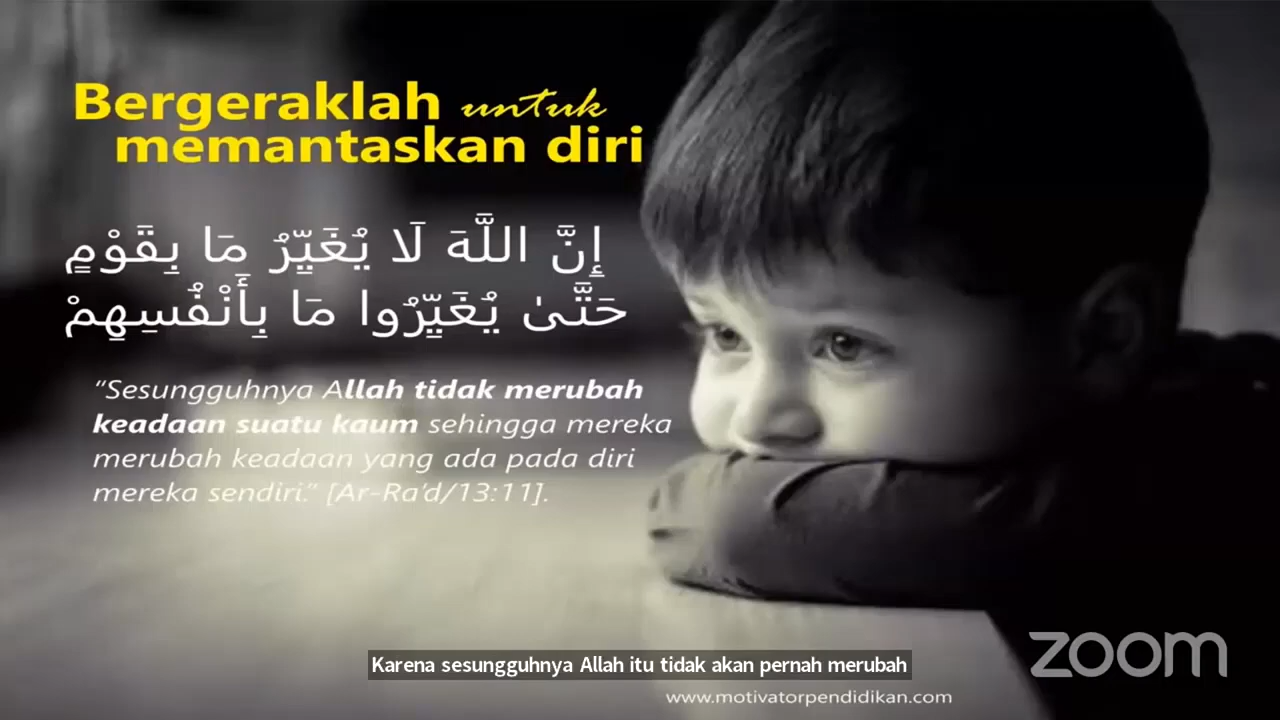 Bergeraklah untuk
memantaskan diri
إِنَّ اللَّهَ لَا يُغَيِّرُ مَا بِقَوْمٍ
حَتَّىٰ يُغَيِّرُوا مَا بِأَنْفُسِهِمْ
“Sesungguhnya Allah tidak merubah
keadaan suatu kaum sehingga mereka
merubah keadaan yang ada pada diri
mereka sendiri.” [Ar-Ra’d/13:11].
zoom
Karena sesungguhnya Allah itu tidak akan pernah merubah
www.motivatorpendidikan.com